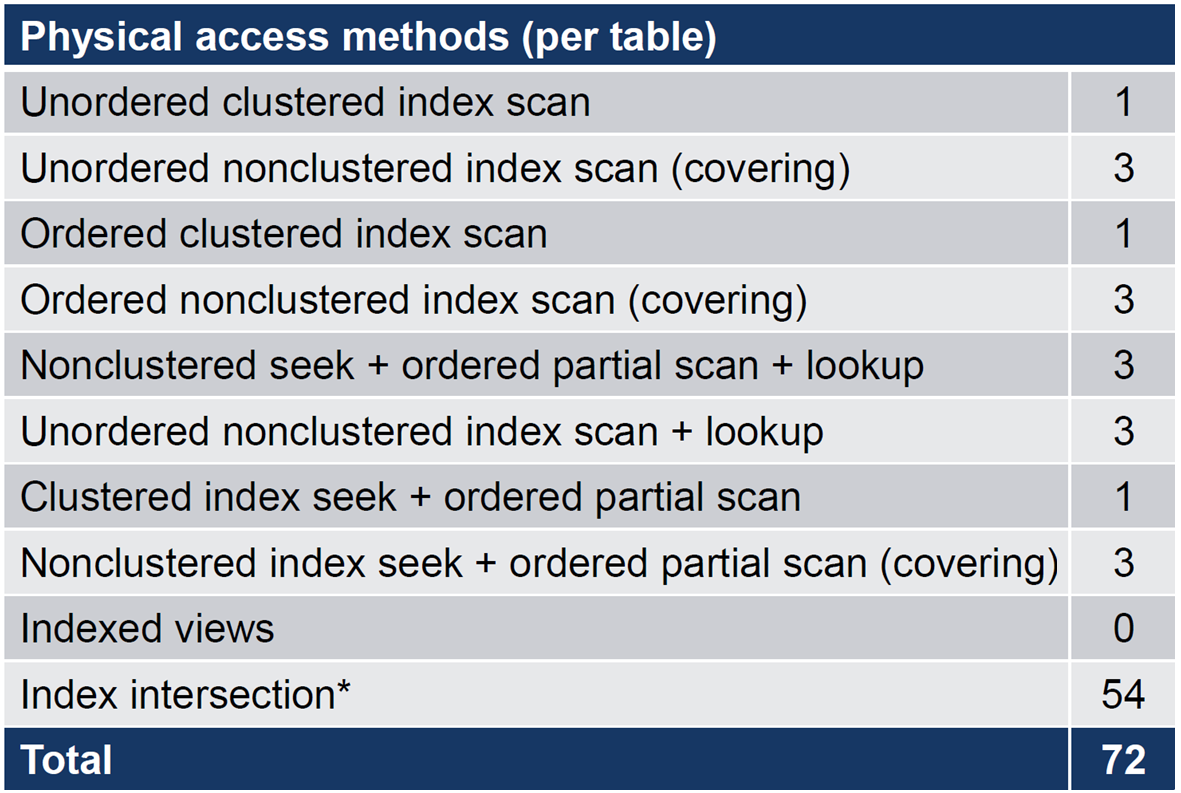 Physical access methods (per table)
Unordered clustered index scan 1
Unordered nonclustered index scan (covering) 3
Ordered clustered index scan 1
Ordered nonclustered index scan (covering) 3
Nonclustered seek + ordered partial scan + lookup 3
Unordered nonclustered index scan + lookup 3
Clustered index seek + ordered partial scan 1
Nonclustered index seek + ordered partial scan (covering) 3
Indexed views 0
Index intersection* 54
Total 72